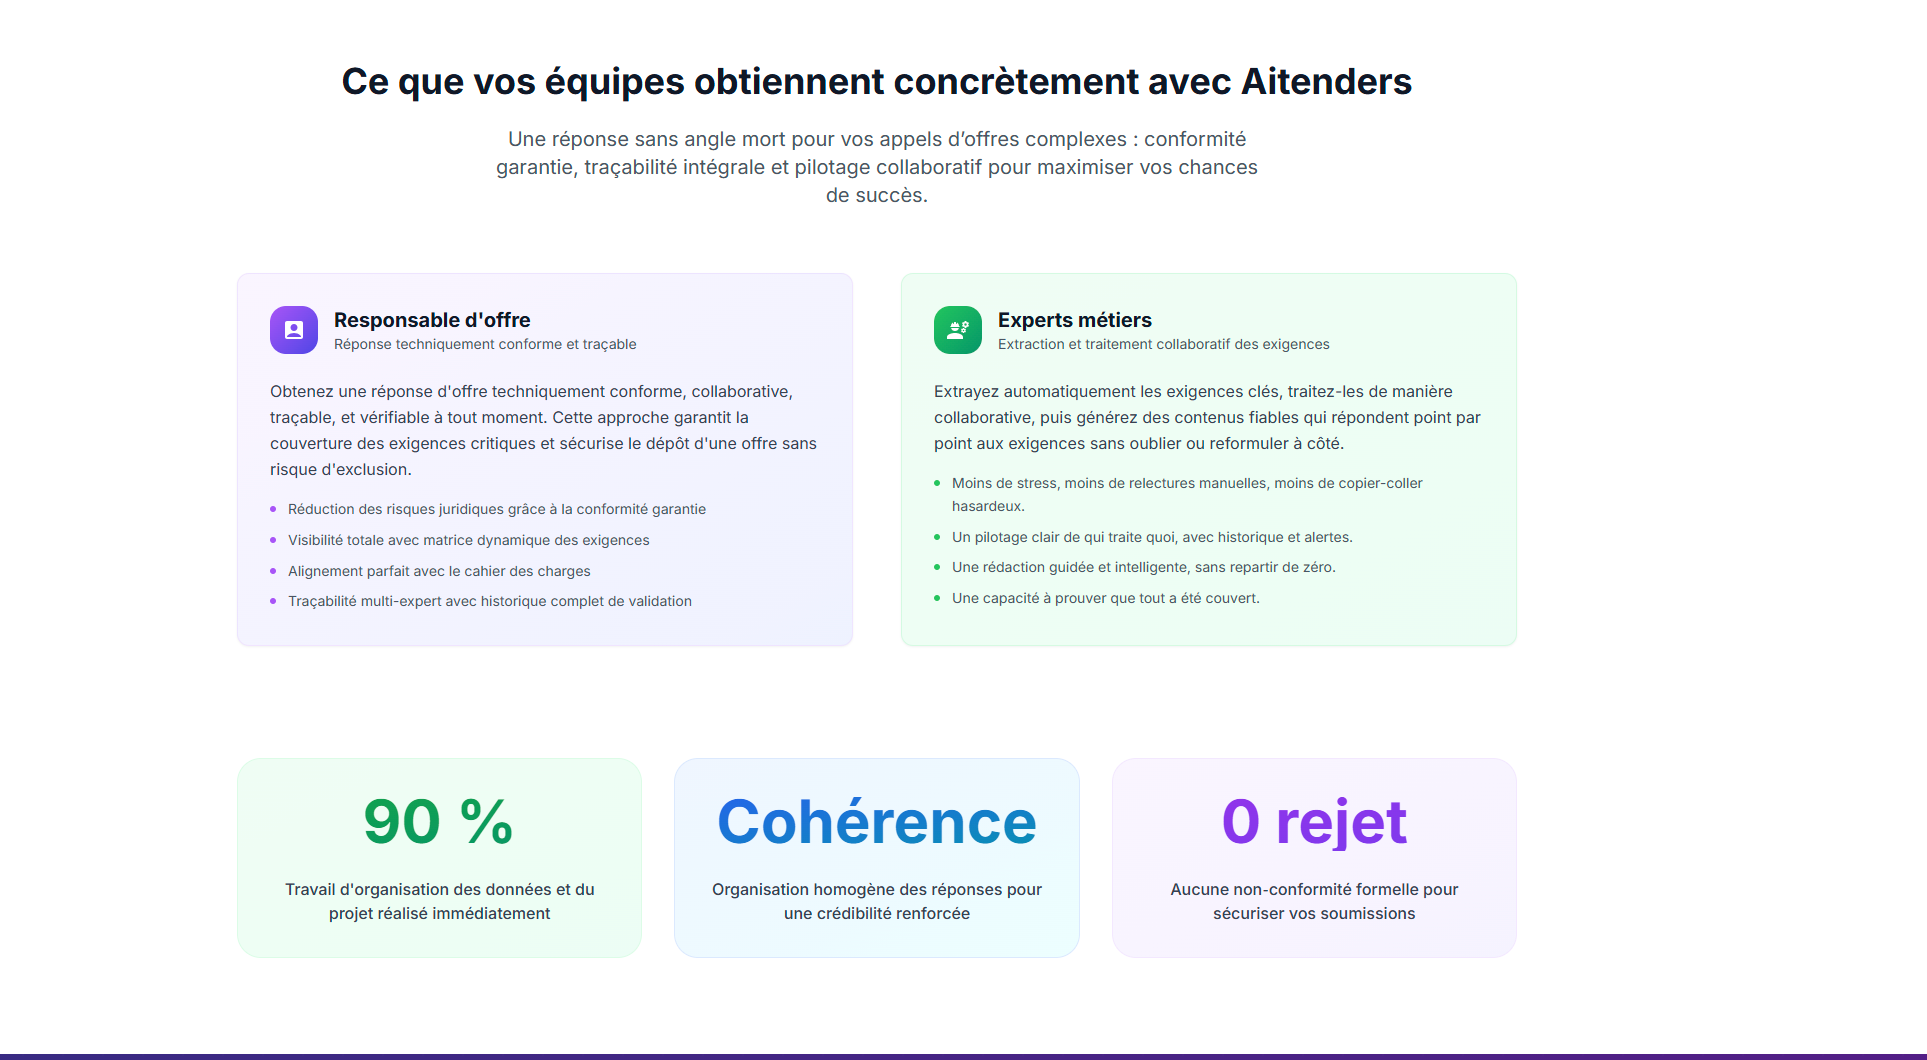 Ce que vos équipes obtiennent concrètement avec Aitenders
Une réponse sans angle mort pour vos appels d’offres complexes : conformité
garantie, traçabilité intégrale et pilotage collaboratif pour maximiser vos chances
de succès.
Responsable d'offre
Réponse techniquement conforme et traçable
Obtenez une réponse d'offre techniquement conforme, collaborative,
traçable, et vérifiable à tout moment. Cette approche garantit la
couverture des exigences critiques et sécurise le dépôt d'une offre sans
risque d'exclusion.
Réduction des risques juridiques grâce à la conformité garantie
Visibilité totale avec matrice dynamique des exigences
Alignement parfait avec le cahier des charges
Traçabilité multi-expert avec historique complet de validation
Experts métiers
Extraction et traitement collaboratif des exigences
Extrayez automatiquement les exigences clés, traitez-les de manière
collaborative, puis générez des contenus fiables qui répondent point par
point aux exigences sans oublier ou reformuler à côté.
Moins de stress, moins de relectures manuelles, moins de copier-coller
hasardeux.
Un pilotage clair de qui traite quoi, avec historique et alertes.
Une rédaction guidée et intelligente, sans repartir de zéro.
Une capacité à prouver que tout a été couvert.
90 %
Travail d'organisation des données et du
projet réalisé immédiatement
Cohérence
Organisation homogène des réponses pour
une crédibilité renforcée
0 rejet
Aucune non-conformité formelle pour
sécuriser vos soumissions